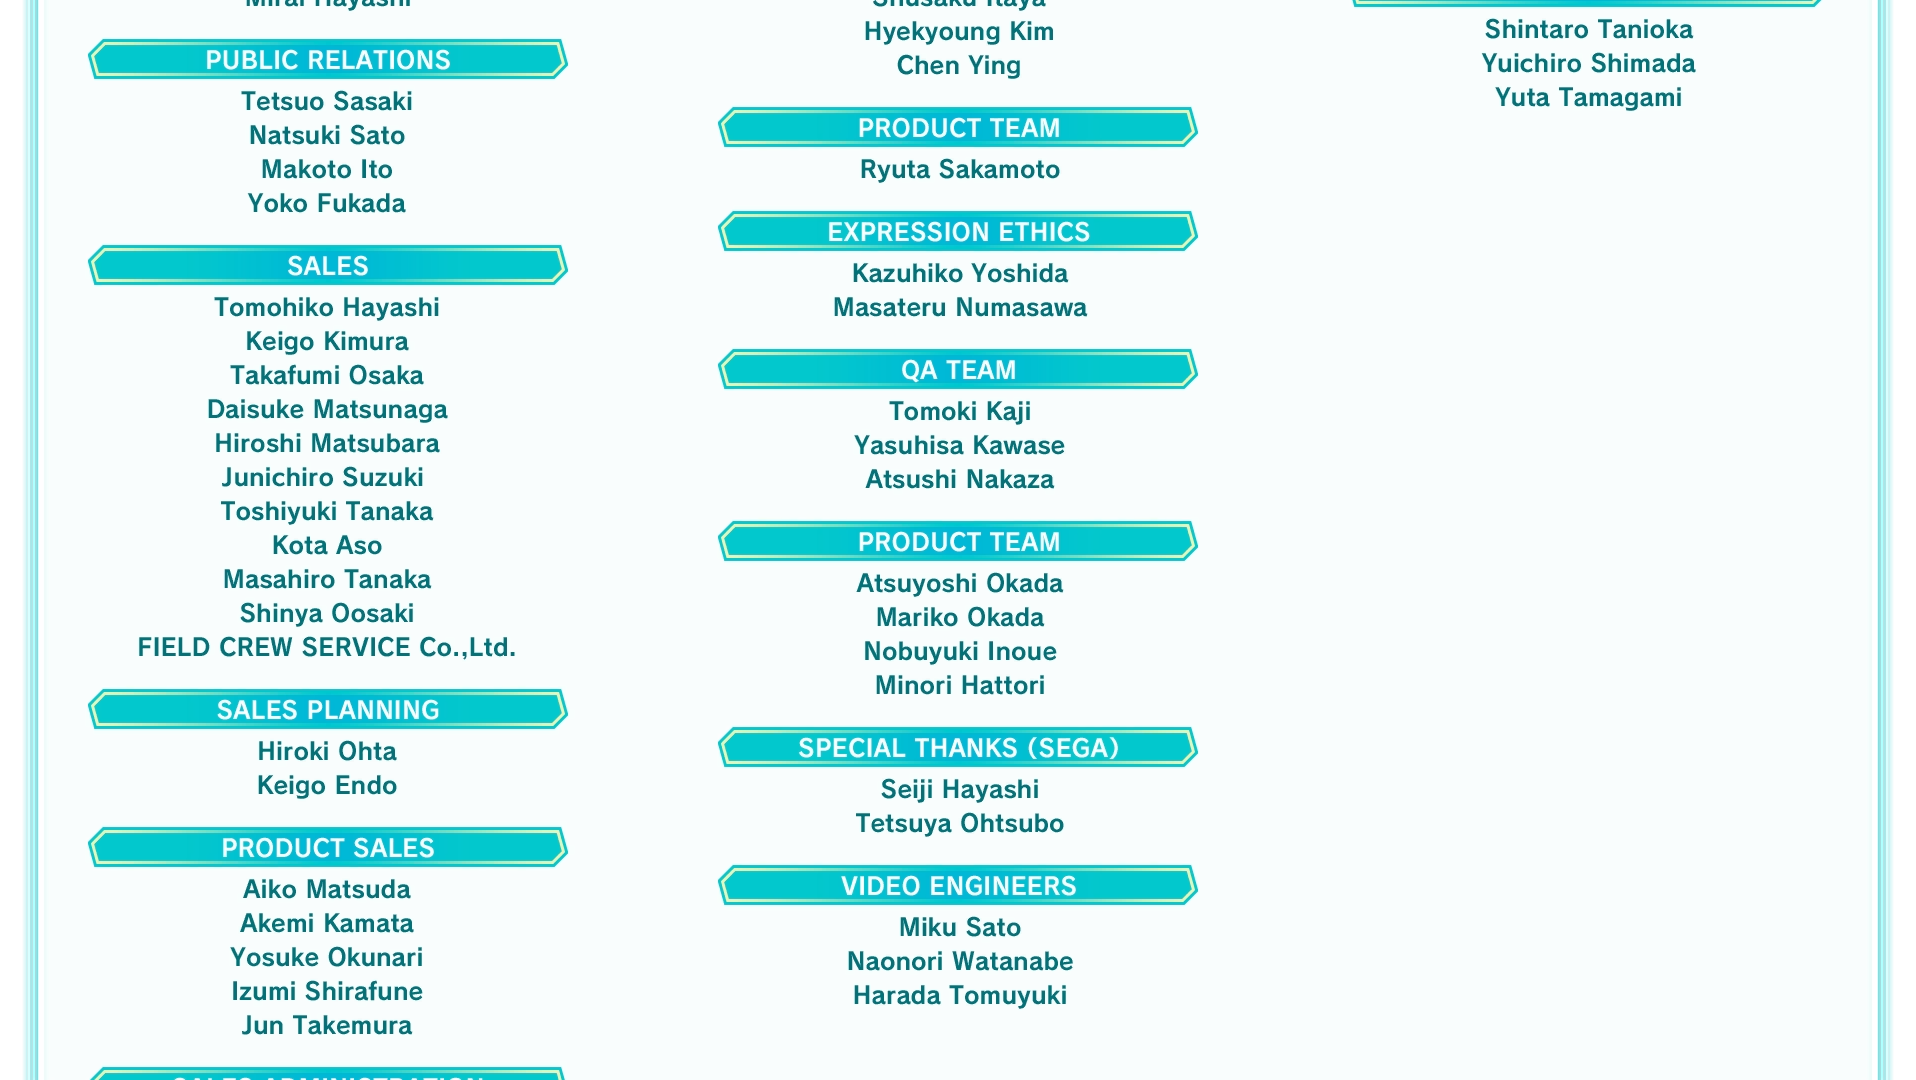 Mirai Hayashi
PUBLIC RELATIONS
Tetsuo Sasaki
Natsuki Sato
Makoto Ito
Yoko Fukada
SALES
Tomohiko Hayashi
Keigo Kimura
Takafumi Osaka
Daisuke Matsunaga
Hiroshi Matsubara
Junichiro Suzuki
Toshiyuki Tanaka
Kota Aso
Masahiro Tanaka
Shinya Oosaki
FIELD CREW SERVICE Co.,Ltd.
SALES PLANNING
Hiroki Ohta
Keigo Endo
PRODUCT SALES
Aiko Matsuda
Akemi Kamata
Yosuke Okunari
Izumi Shirafune
Jun Takemura
SALES ADMINISTRATION
Shusaku Itaya
Hyekyoung Kim
Chen Ying
PRODUCT TEAM
Ryuta Sakamoto
EXPRESSION ETHICS
Kazuhiko Yoshida
Masateru Numasawa
QA TEAM
Tomoki Kaji
Yasuhisa Kawase
Atsushi Nakaza
PRODUCT TEAM
Atsuyoshi Okada
Mariko Okada
Nobuyuki Inoue
Minori Hattori
SPECIAL THANKS (SEGA)
Seiji Hayashi
Tetsuya Ohtsubo
VIDEO ENGINEERS
Miku Sato
Naonori Watanabe
Harada Tomuyuki
Shintaro Tanioka
Yuichiro Shimada
Yuta Tamagami